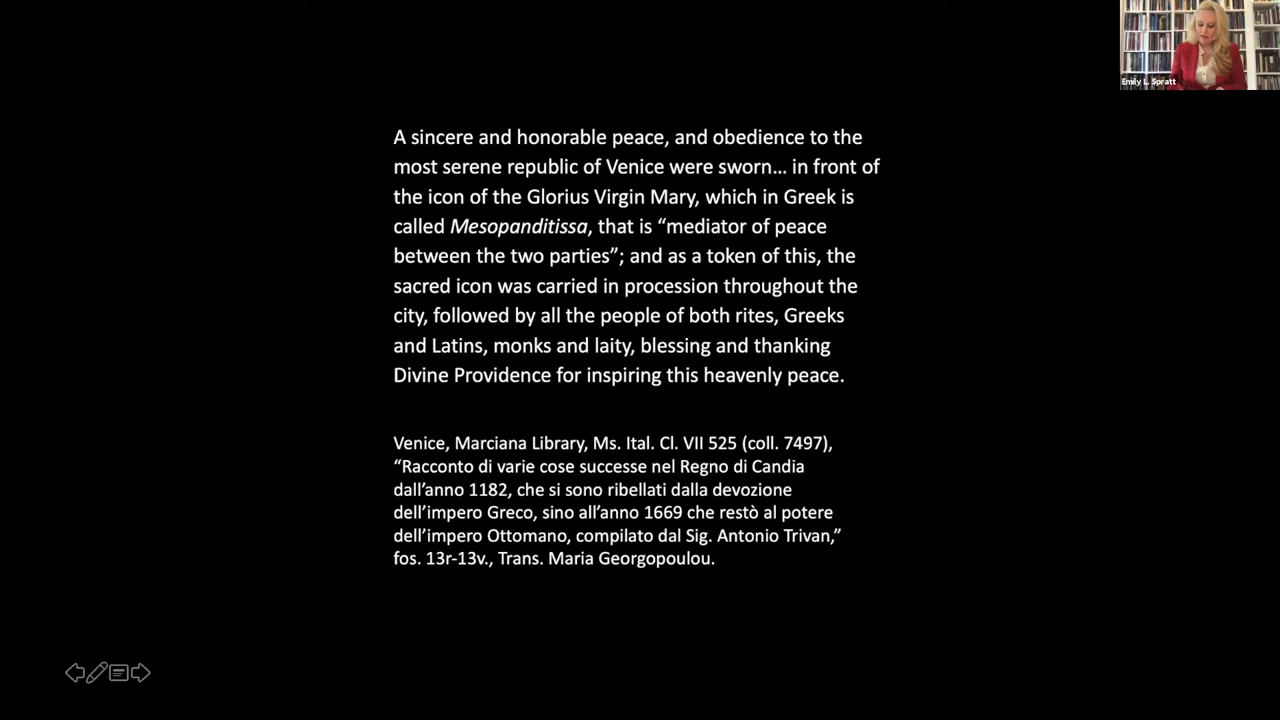 Emily L. Spratt
A sincere and honorable peace, and obedience to the
most serene republic of Venice were sworn... in front of
the icon of the Glorius Virgin Mary, which in Greek is
called Mesopanditissa, that is “mediator of peace
between the two parties”; and as a token of this, the
sacred icon was carried in procession throughout the
city, followed by all the people of both rites, Greeks
and Latins, monks and laity, blessing and thanking
Divine Providence for inspiring this heavenly peace.
Venice, Marciana Library, Ms. Ital. Cl. VII 525 (coll. 7497),
“Racconto di varie cose successe nel Regno di Candia
dall’anno 1182, che si sono ribellati dalla devozione
dell’impero Greco, sino all’anno 1669 che restò al potere
dell’impero Ottomano, compilato dal Sig. Antonio Trivan,”
fos. 13r-13v., Trans. Maria Georgopoulou.